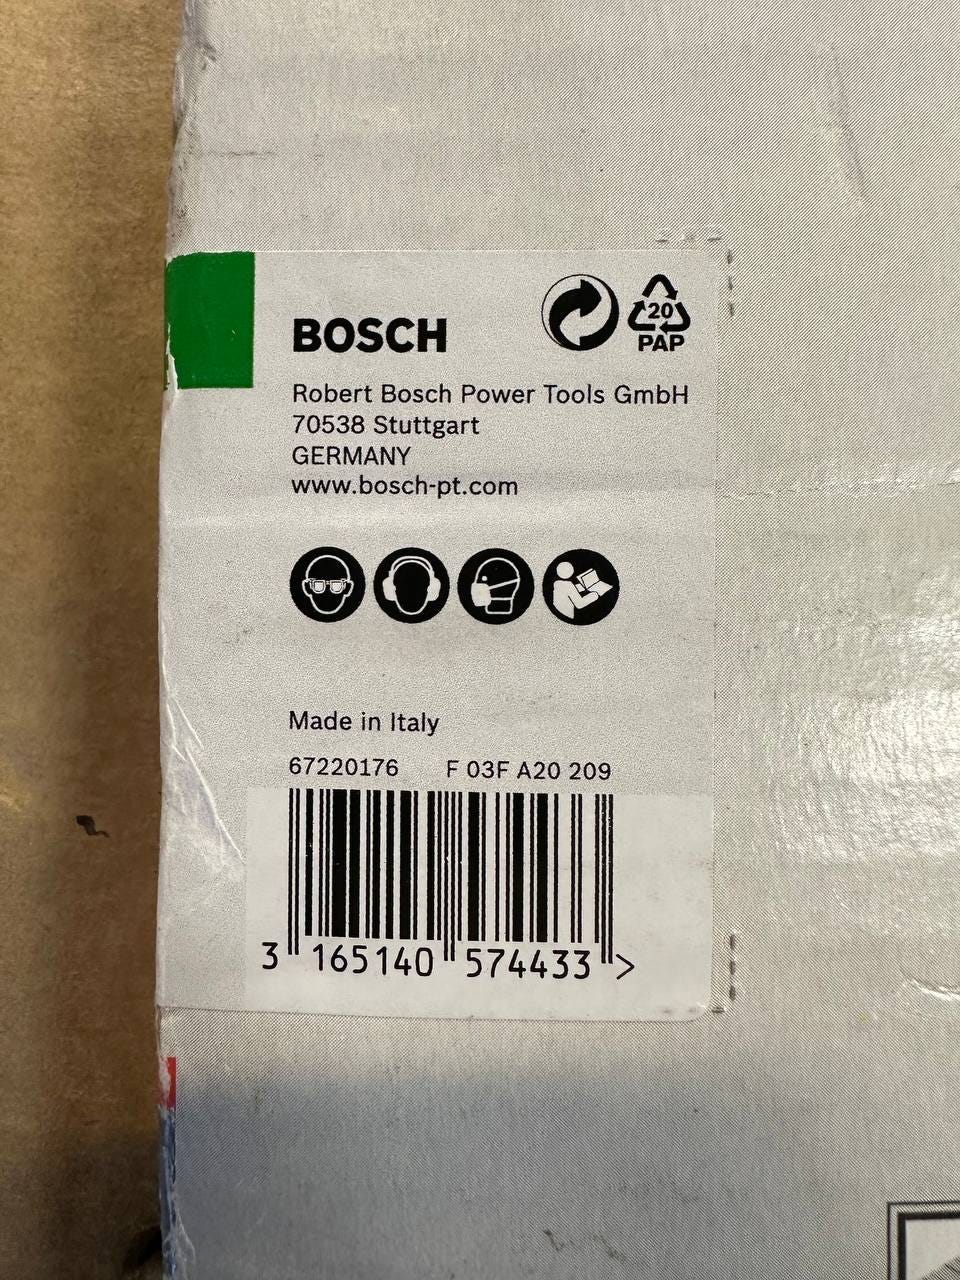 BOSCH
20
PAP
Robert Bosch Power Tools GmbH
70538 Stuttgart
GERMANY
www.bosch-pt.com
Made in Italy
67220176 F 03F A20 209
3 165140 574433 >